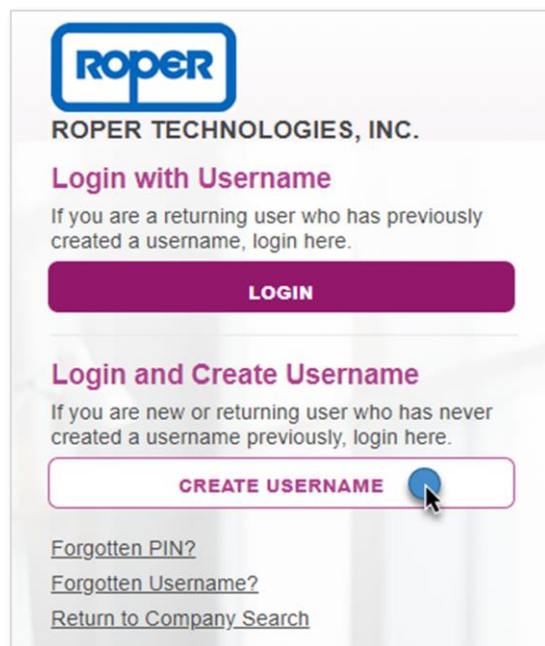 ROPER
ROPER TECHNOLOGIES, INC.
Login with Username
If you are a returning user who has previously
created a username, login here.
LOGIN
Login and Create Username
If you are new or returning user who has never
created a username previously, login here.
CREATE USERNAME
Forgotten PIN?
Forgotten Username?
Return to Company Search